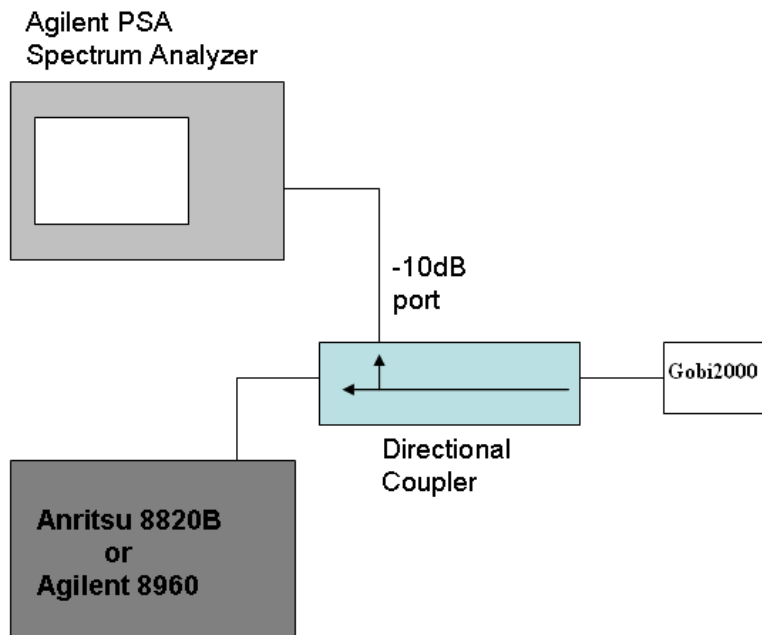 Agilent PSA
Spectrum Analyzer
-10dB
port
Gobi2000
Directional
Coupler
Anritsu 8820B
or
Agilent 8960